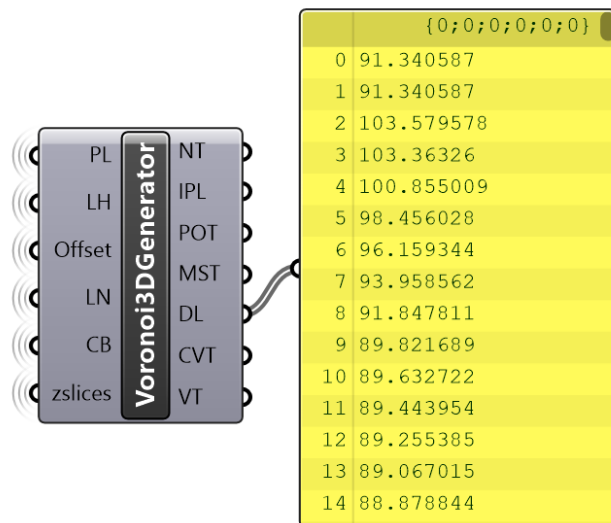 PL
LH
Offset
LN
CB
zslices
Voronoi3DGenerator
NT
IPL
POT
MST
DL
CVT
VT
{0;0;0;0;0;0}
0 91.340587
1 91.340587
2 103.579578
3 103.36326
4 100.855009
5 98.456028
6 96.159344
7 93.958562
8 91.847811
9 89.821689
10 89.632722
11 89.443954
12 89.255385
13 89.067015
14 88.878844